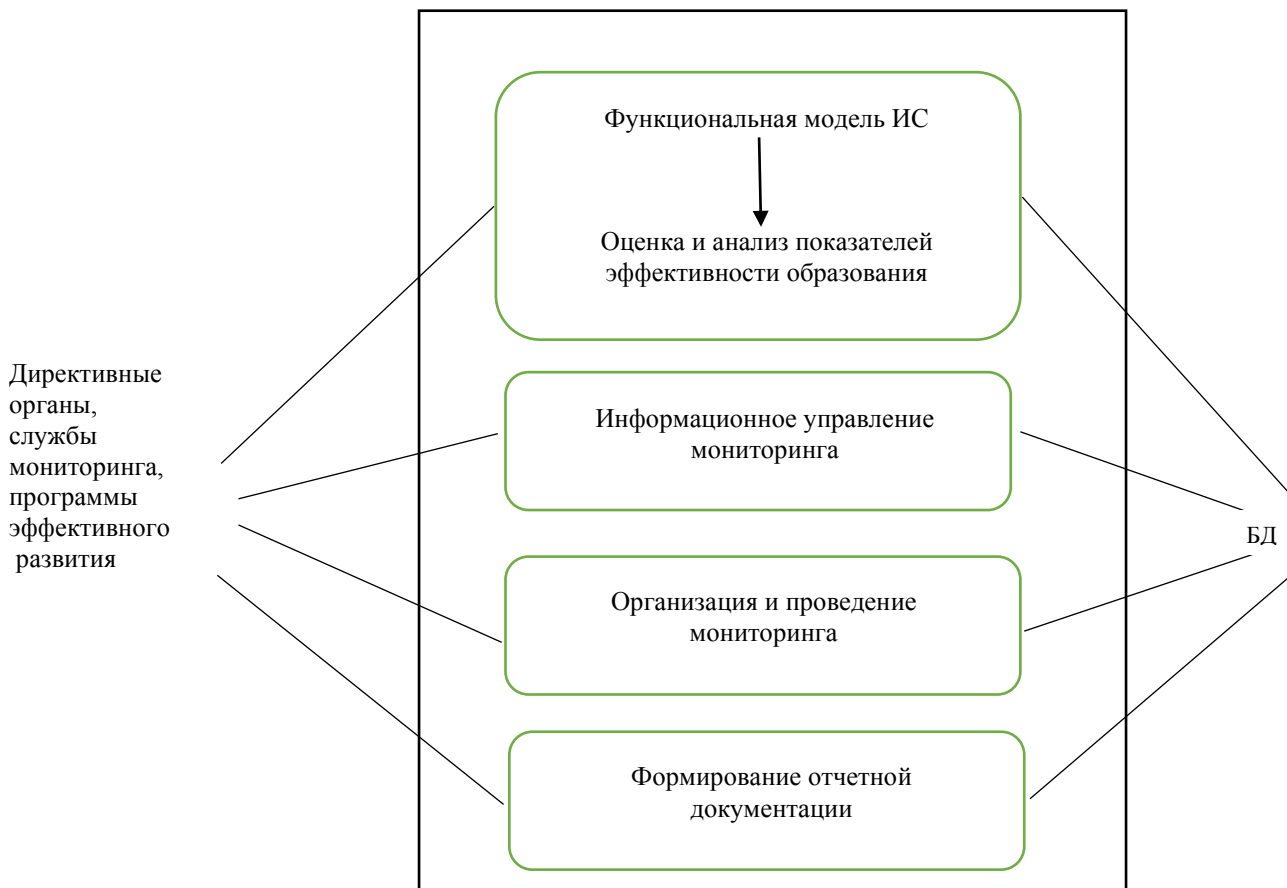 Функциональная модель ИС
Оценка и анализ показателей
эффективности образования
Директивные
органы,
службы
мониторинга,
программы
эффективного
развития
Информационное управление
мониторинга
БД
Организация и проведение
мониторинга
Формирование отчетной
документации